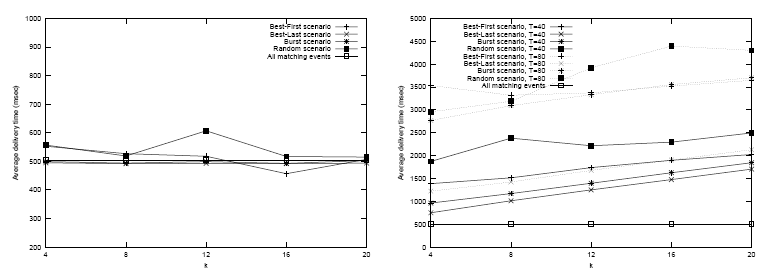 1000
900
800
700
600
500
400
300
200
4
8
12
16
20
Average delivery time (msec)
k
Best-First scenario
Best-Last scenario
Burst scenario
Random scenario
All matching events
5000
4500
4000
3500
3000
2500
2000
1500
1000
500
0
4
8
12
16
20
Average delivery time (msec)
k
Best-First scenario, T=40
Best-Last scenario, T=40
Burst scenario, T=40
Random scenario, T=40
Best-First scenario, T=80
Best-Last scenario, T=80
Burst scenario, T=80
Random scenario, T=80
All matching events